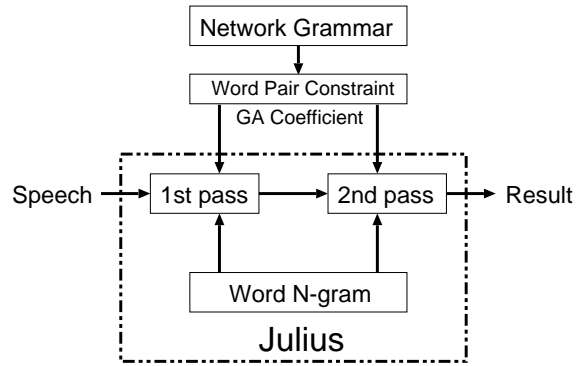 Network Grammar
Word Pair Constraint
GA Coefficient
Speech
1st pass
2nd pass
Result
Word N-gram
Julius